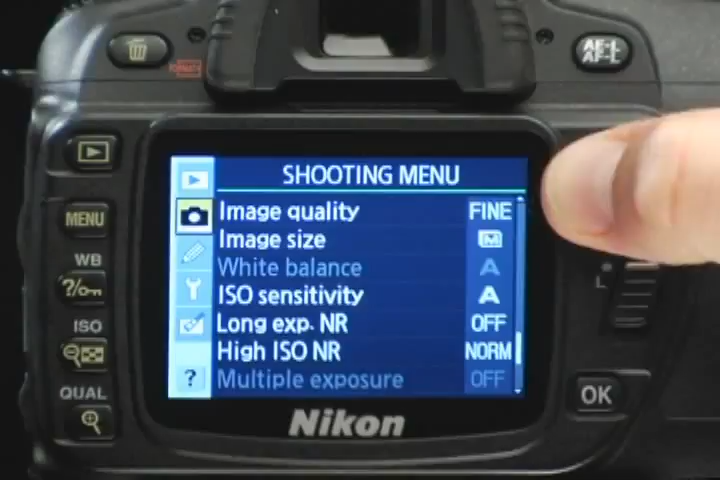 AE-L
AF-L
FORMAT
SHOOTING MENU
Image quality FINE
Image size M
White balance A
ISO sensitivity A
Long exp. NR OFF
High ISO NR NORM
Multiple exposure OFF
?
MENU
WB
?/
ISO
QUAL
L
OK
Nikon